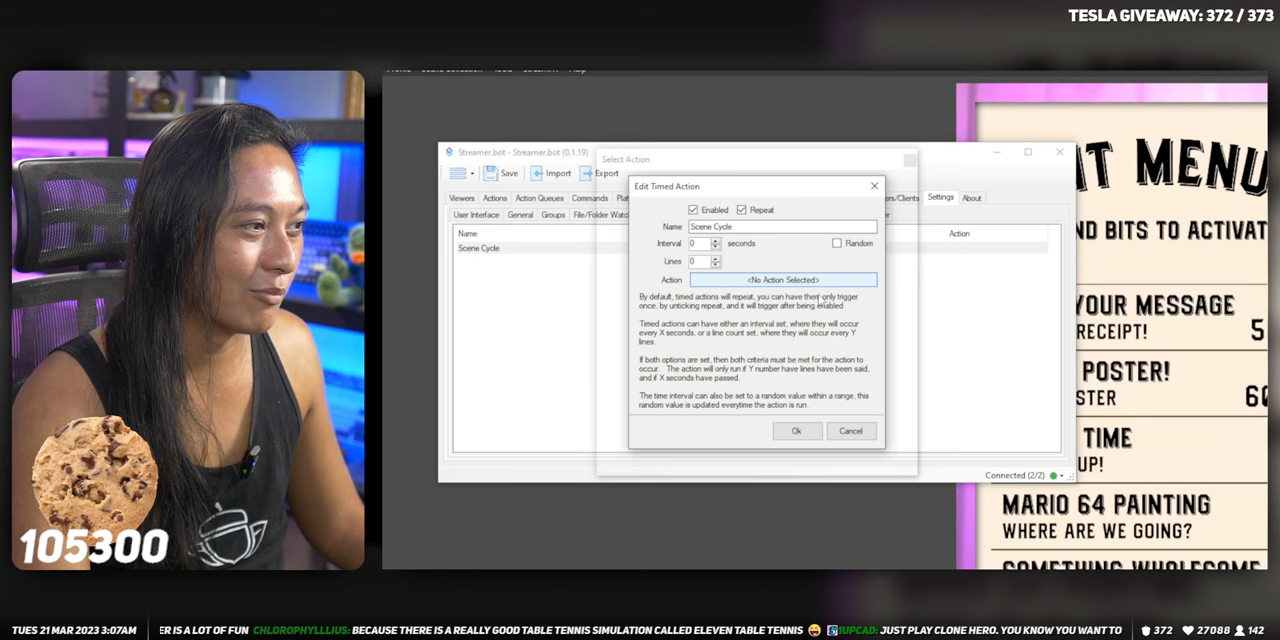 TESLA GIVEAWAY: 372 / 373
Streamer.bot - Streamer.bot (0.1.19)
Select Action
Save
Import
Export
Edit Timed Action
Viewers
Actions
Action Queues
Commands
Settings
About
User Interface
General
Groups
File/Folder Watc
Name
Action
Scene Cycle
Enabled
Repeat
Name
Scene Cycle
Interval
0
seconds
Random
Lines
0
Action
<No Action Selected>
By default, timed actions will repeat, you can have them only trigger
once, by unticking repeat, and it will trigger after being enabled
Timed actions can have either an interval set, where they will occur
every X seconds, or a line count set, where they will occur every Y
lines.
If both options are set, then both criteria must be met for the action to
occur. The action will only run if Y number have lines have been said,
and if X seconds have passed.
The time interval can also be set to a random value within a range, this
random value is updated everytime the action is run.
Ok
Cancel
Connected (2/2)
IT MENU
ND BITS TO ACTIVAT
YOUR MESSAGE
RECEIPT!
5
POSTER!
STER
60
TIME
UP!
MARIO 64 PAINTING
WHERE ARE WE GOING?
SOMETHING WHOLESOME
105300
TUES 21 MAR 2023 3:07AM
ER IS A LOT OF FUN CHLOROPHYLLLIUS: BECAUSE THERE IS A REALLY GOOD TABLE TENNIS SIMULATION CALLED ELEVEN TABLE TENNIS 😜 1UPCAD: JUST PLAY CLONE HERO. YOU KNOW YOU WANT TO
372
27088
142